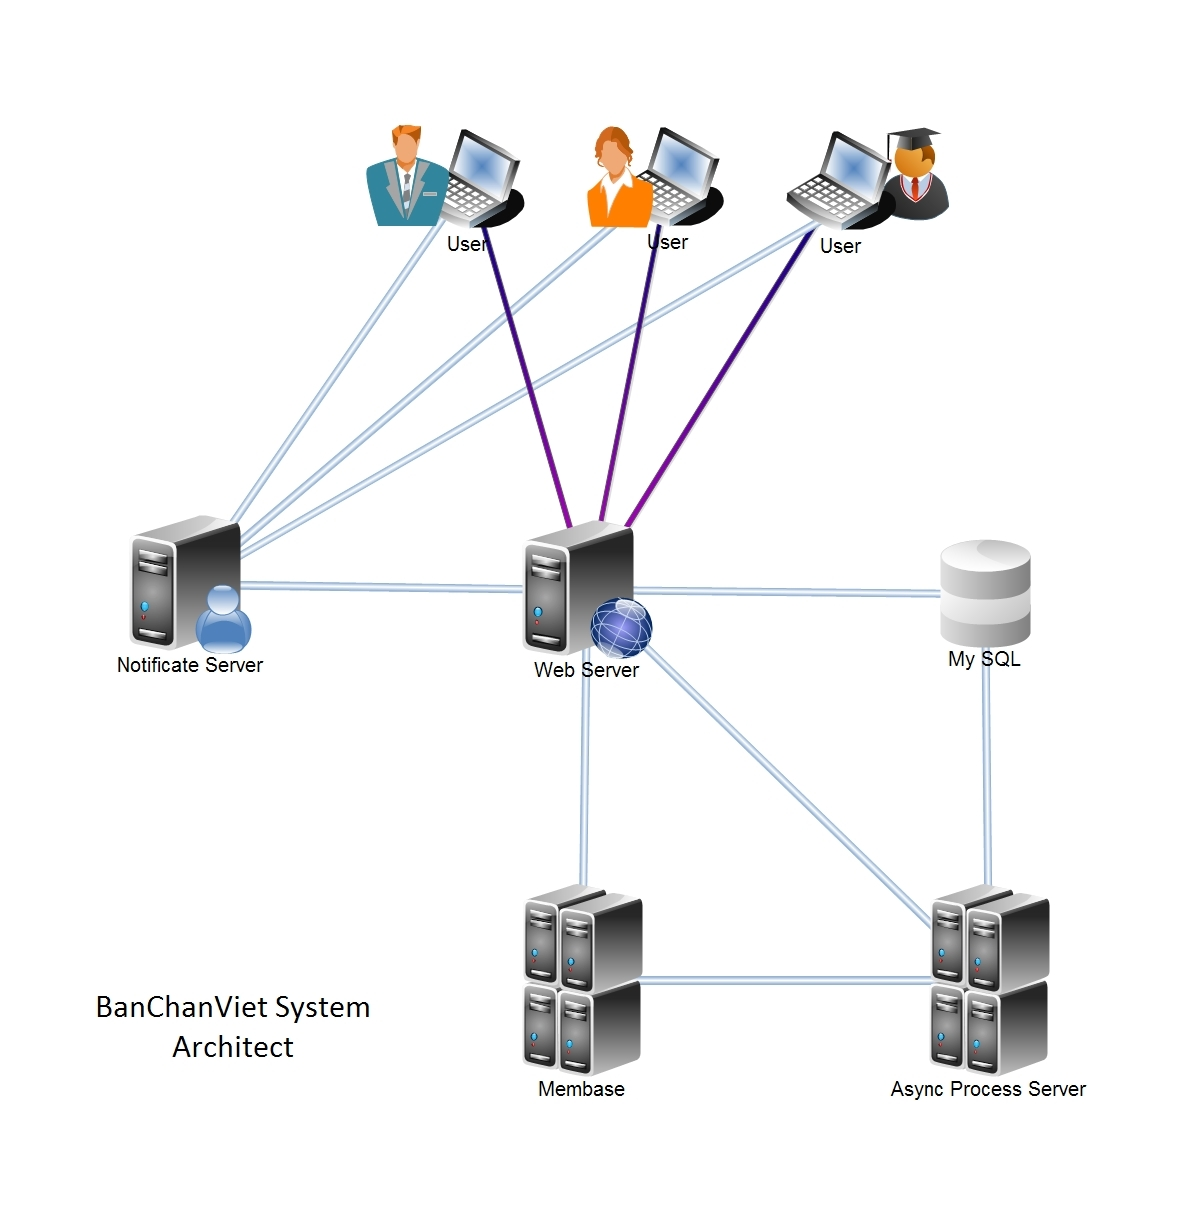 User
User
User
Notificate Server
Web Server
My SQL
BanChanViet System
Architect
Membase
Async Process Server